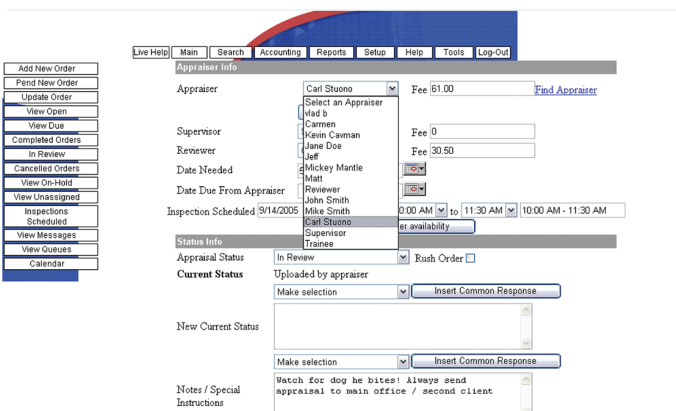 Live Help Main Search Accounting Reports Setup Help Tools Log-Out
Add New Order
Pend New Order
Update Order
View Open
View Due
Completed Orders
In Review
Cancelled Orders
View On-Hold
View Unassigned
Inspections
Scheduled
View Messages
View Queues
Calendar
Appraiser Info
Appraiser Carl Stuono Fee 61.00 Find Appraiser
Select an Appraiser
vlad b
Carmen
Kevin Cavman
Jane Doe
Jeff
Mickey Mantle
Matt
Reviewer
John Smith
Mike Smith
Carl Stuono
Supervisor
Trainee
Supervisor Fee 0
Reviewer Fee 30.50
Date Needed
Date Due From Appraiser
Inspection Scheduled 9/14/2005 0:00 AM to 11:30 AM 10:00 AM - 11:30 AM
er availability
Status Info
Appraisal Status In Review Rush Order
Current Status Uploaded by appraiser
Make selection Insert Common Response
New Current Status
Make selection Insert Common Response
Notes / Special
Instructions
Watch for dog he bites! Always send
appraisal to main office / second client